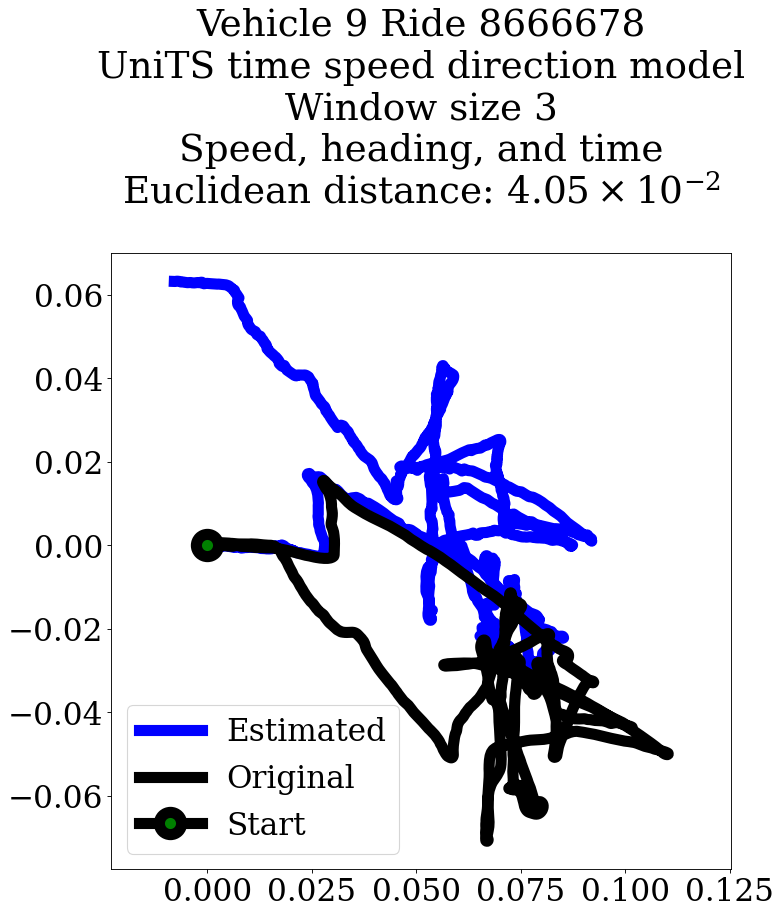 Vehicle 9 Ride 8666678
UniTS time speed direction model
Window size 3
Speed, heading, and time
Euclidean distance: 4.05 × 10⁻²
0.06
0.04
0.02
0.00
−0.02
−0.04
−0.06
Estimated
Original
Start
0.000 0.025 0.050 0.075 0.100 0.125